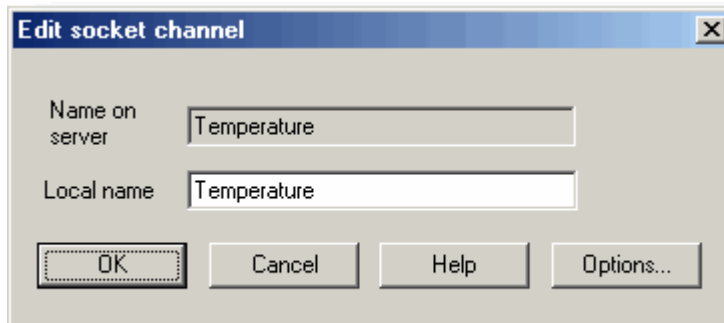 Edit socket channel
Name on
server
Temperature
Local name
Temperature
OK
Cancel
Help
Options...